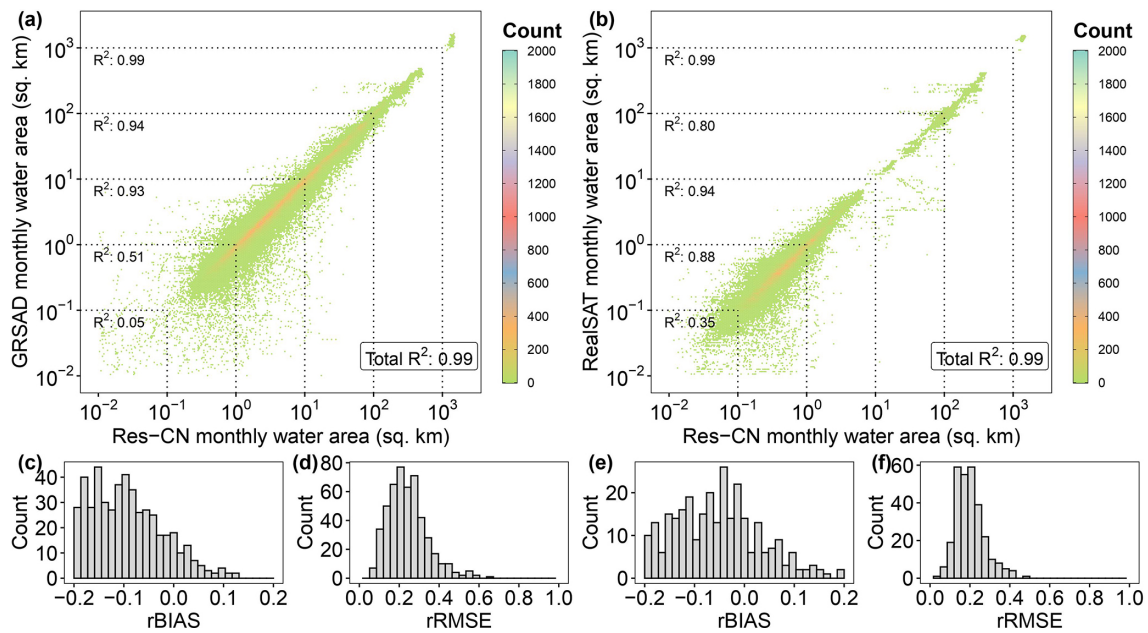 (a)
GRSAD monthly water area (sq. km)
10³
10²
10¹
10⁰
10⁻¹
10⁻²
R²: 0.99
R²: 0.94
R²: 0.93
R²: 0.51
R²: 0.05
Total R²: 0.99
10⁻² 10⁻¹ 10⁰ 10¹ 10² 10³
Res−CN monthly water area (sq. km)
Count
2000
1800
1600
1400
1200
1000
800
600
400
200
0
(b)
RealSAT monthly water area (sq. km)
10³
10²
10¹
10⁰
10⁻¹
10⁻²
R²: 0.99
R²: 0.80
R²: 0.94
R²: 0.88
R²: 0.35
Total R²: 0.99
10⁻² 10⁻¹ 10⁰ 10¹ 10² 10³
Res−CN monthly water area (sq. km)
Count
2000
1800
1600
1400
1200
1000
800
600
400
200
0
(c)
Count
40
30
20
10
0
−0.2 −0.1 0.0 0.1 0.2
rBIAS
(d)
Count
80
60
40
20
0
0.0 0.2 0.4 0.6 0.8 1.0
rRMSE
(e)
Count
20
10
0
−0.2 −0.1 0.0 0.1 0.2
rBIAS
(f)
Count
60
40
20
0
0.0 0.2 0.4 0.6 0.8 1.0
rRMSE